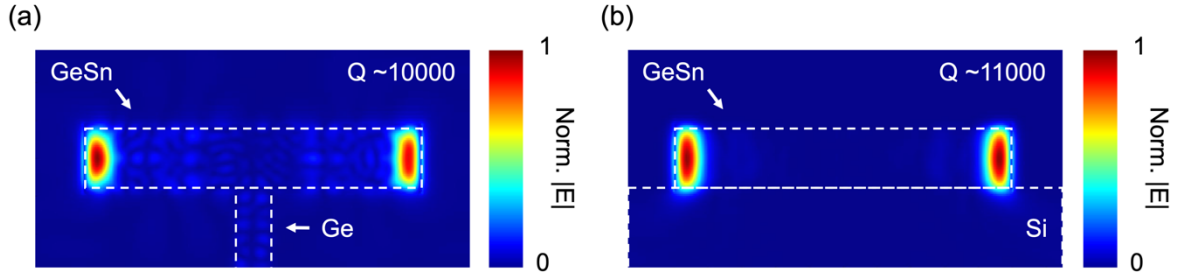 (a)
GeSn
Q ~10000
Ge
1
Norm. |E|
0
(b)
GeSn
Q ~11000
Si
1
Norm. |E|
0